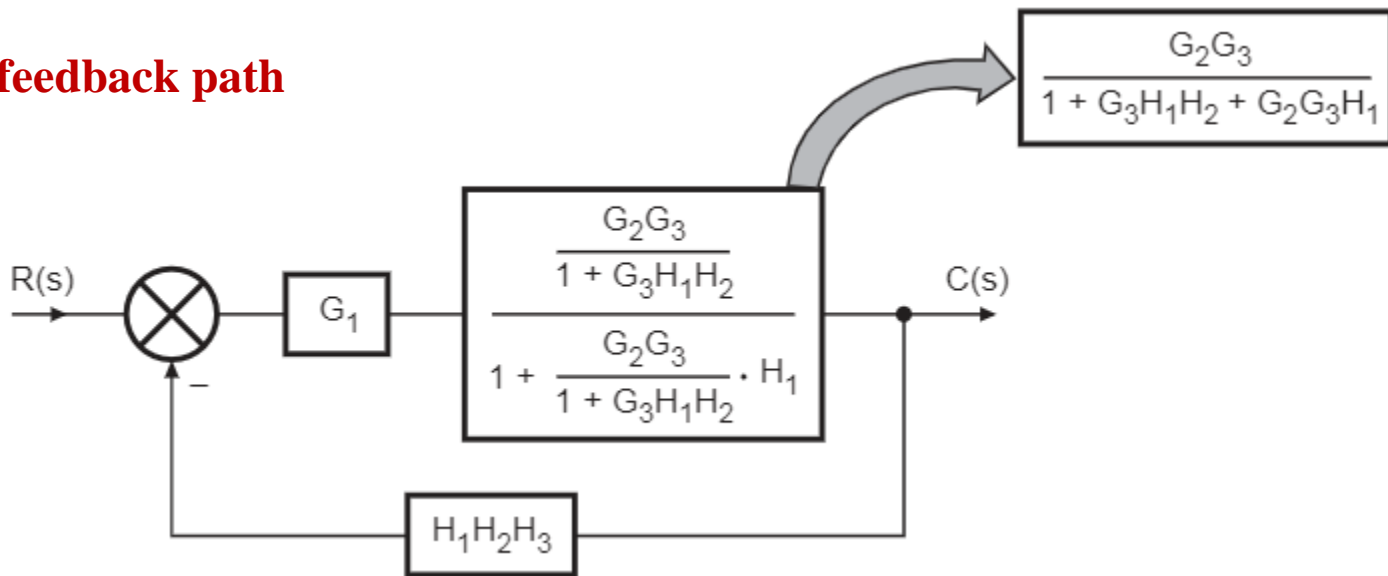 feedback path
G₂G₃
1 + G₃H₁H₂ + G₂G₃H₁
G₂G₃
1 + G₃H₁H₂
R(s)
G₁
C(s)
1 + G₂G₃
1 + G₃H₁H₂ · H₁
–
H₁H₂H₃